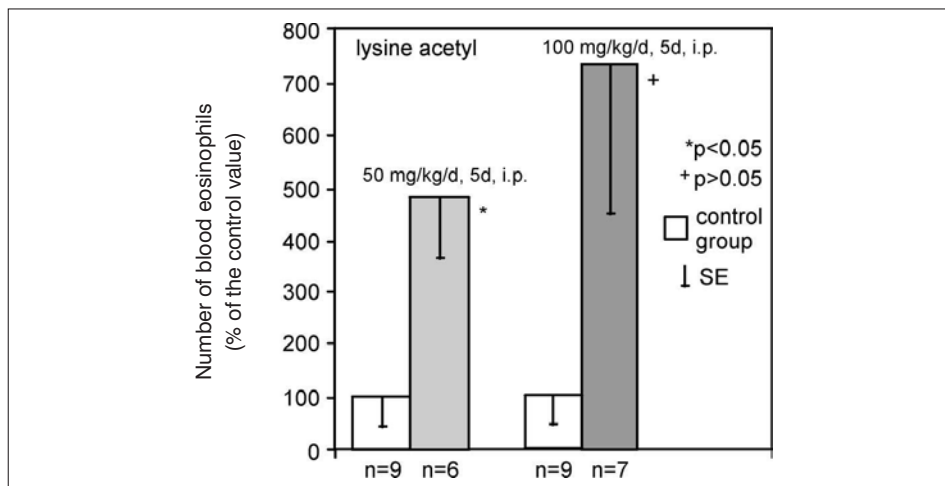 Number of blood eosinophils
(% of the control value)
800
700
600
500
400
300
200
100
0
lysine acetyl
50 mg/kg/d, 5d, i.p.
*
100 mg/kg/d, 5d, i.p.
+
*p<0.05
+p>0.05
control
group
SE
n=9 n=6 n=9 n=7